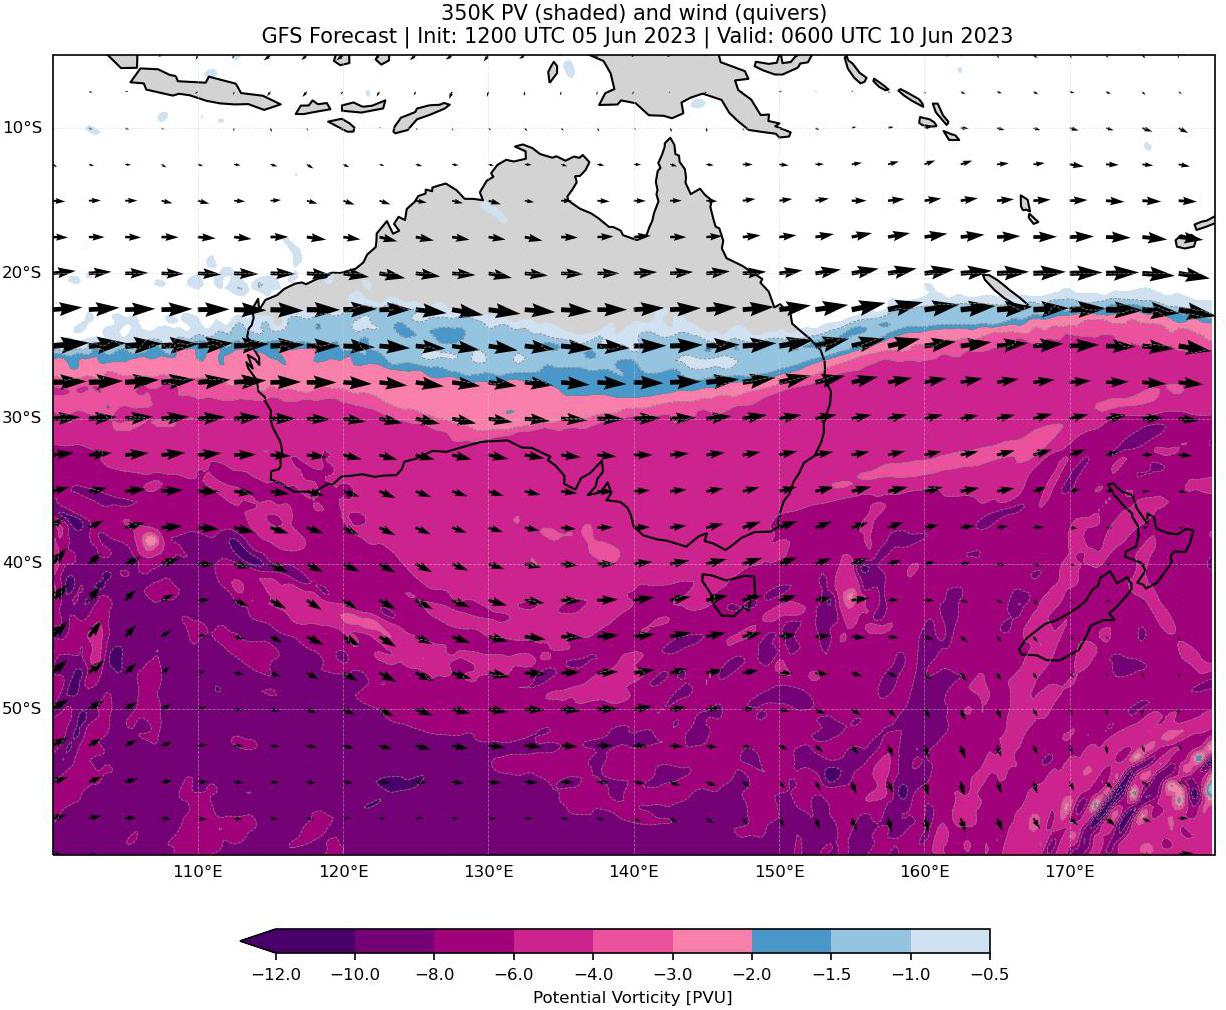 350K PV (shaded) and wind (quivers)
GFS Forecast | Init: 1200 UTC 05 Jun 2023 | Valid: 0600 UTC 10 Jun 2023
10°S
20°S
30°S
40°S
50°S
110°E 120°E 130°E 140°E 150°E 160°E 170°E
−12.0 −10.0 −8.0 −6.0 −4.0 −3.0 −2.0 −1.5 −1.0 −0.5
Potential Vorticity [PVU]